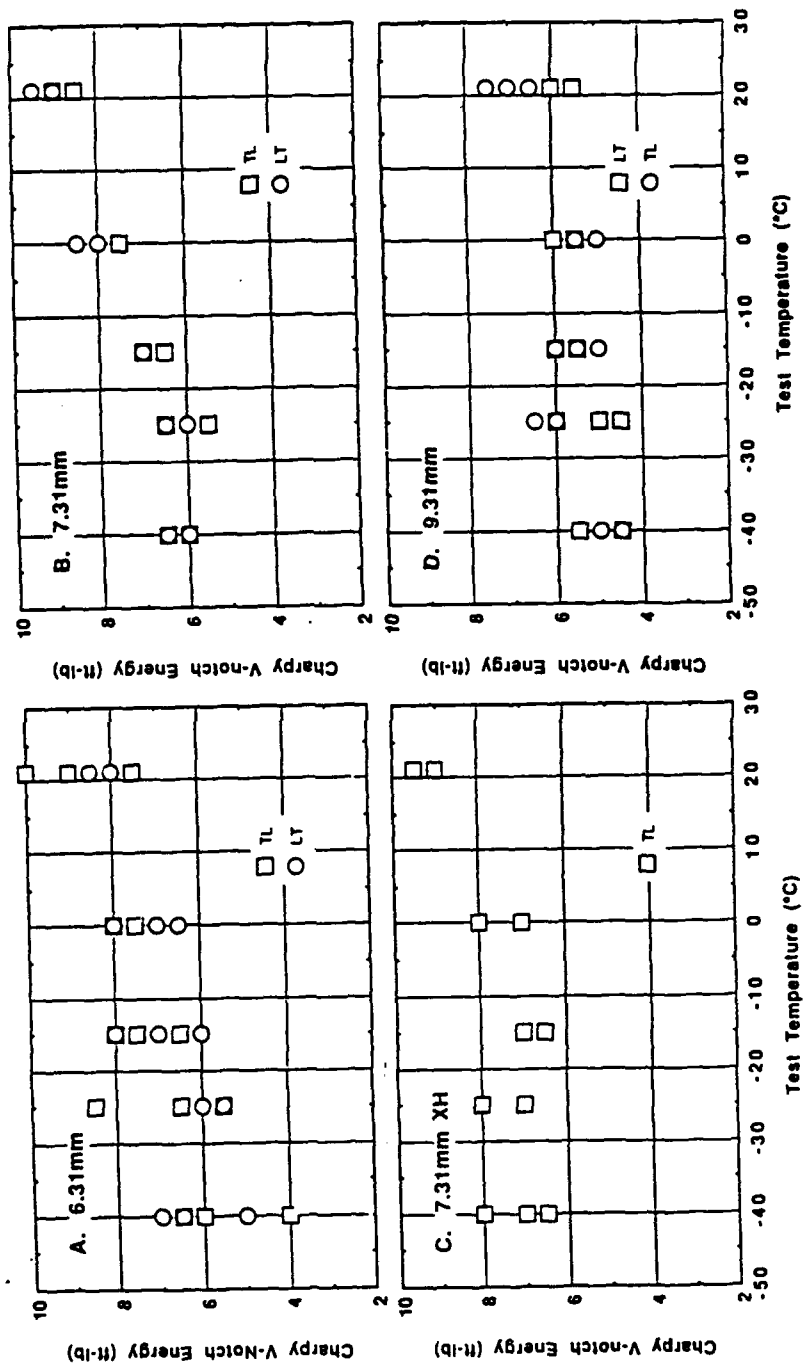 A. 6.31mm
Charpy V-Notch Energy (ft-lb)
10
8
6
4
2
TL
LT
B. 7.31mm
Charpy V-notch Energy (ft-lb)
10
8
6
4
2
TL
LT
C. 7.31mm XH
Charpy V-notch Energy (ft-lb)
10
8
6
4
2
TL
-50 -40 -30 -20 -10 0 10 20 30
Test Temperature (°C)
D. 9.31mm
Charpy V-notch Energy (ft-lb)
10
8
6
4
2
LT
TL
-50 -40 -30 -20 -10 0 10 20 30
Test Temperature (°C)